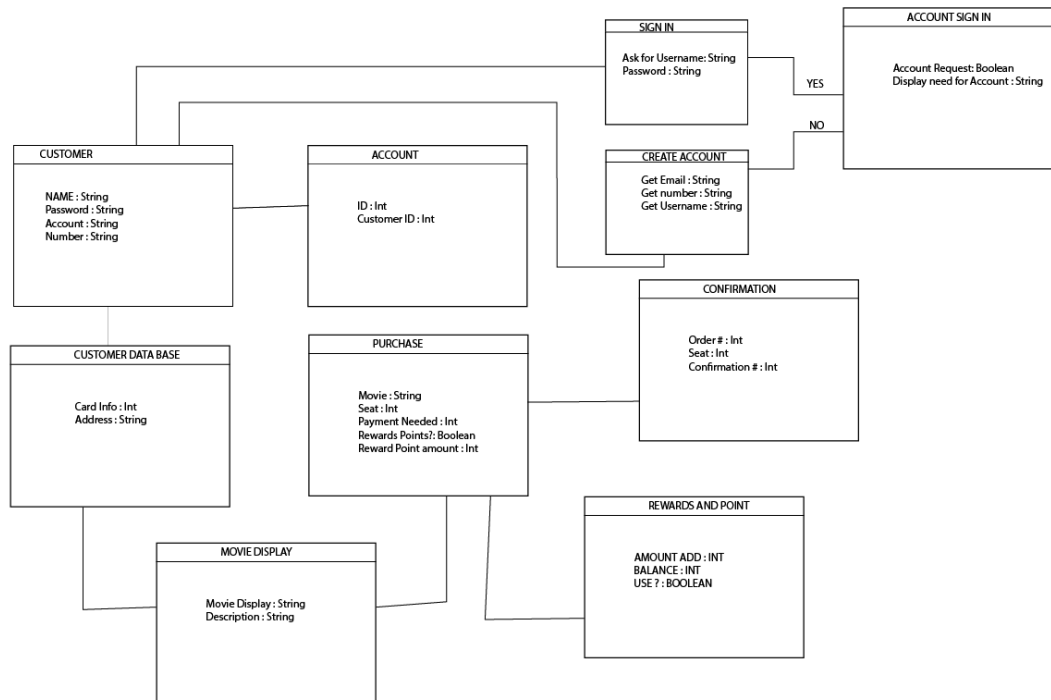 SIGN IN
Ask for Username: String
Password : String
ACCOUNT SIGN IN
Account Request: Boolean
Display need for Account : String
YES
NO
CUSTOMER
NAME : String
Password : String
Account : String
Number : String
ACCOUNT
ID : Int
Customer ID : Int
CREATE ACCOUNT
Get Email : String
Get number : String
Get Username : String
CONFIRMATION
Order # : Int
Seat : Int
Confirmation # : Int
CUSTOMER DATA BASE
Card Info : Int
Address : String
PURCHASE
Movie : String
Seat : Int
Payment Needed : Int
Rewards Points?: Boolean
Reward Point amount : Int
REWARDS AND POINT
AMOUNT ADD : INT
BALANCE : INT
USE ? : BOOLEAN
MOVIE DISPLAY
Movie Display : String
Description : String